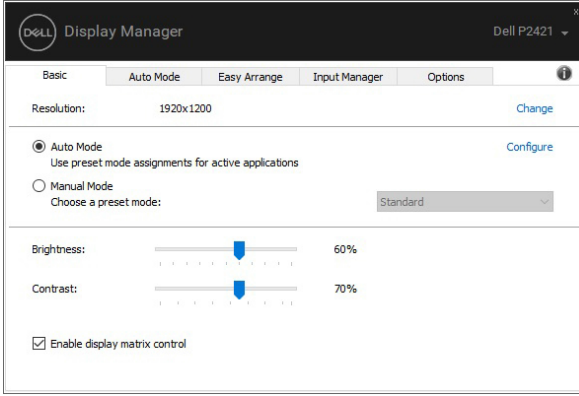 DELL Display Manager
Dell P2421
Basic
Auto Mode
Easy Arrange
Input Manager
Options
Resolution: 1920x1200 Change
Auto Mode Configure
Use preset mode assignments for active applications
Manual Mode
Choose a preset mode: Standard
Brightness: 60%
Contrast: 70%
Enable display matrix control